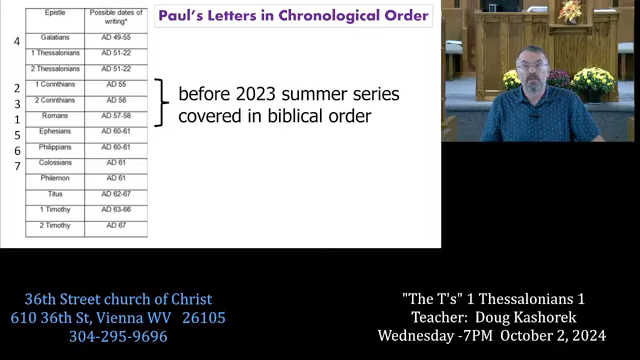 Paul's Letters in Chronological Order
Epistle Possible dates of writing*
4 Galatians AD 49-55
1 Thessalonians AD 51-22
2 Thessalonians AD 51-22
2 1 Corinthians AD 55
3 2 Corinthians AD 56
1 Romans AD 57-58
5 Ephesians AD 60-61
6 Philippians AD 60-61
7 Colossians AD 61
Philemon AD 61
Titus AD 62-67
1 Timothy AD 63-66
2 Timothy AD 67
before 2023 summer series
covered in biblical order
36th Street church of Christ
610 36th St, Vienna WV 26105
304-295-9696
"The T's" 1 Thessalonians 1
Teacher: Doug Kashorek
Wednesday -7PM October 2, 2024